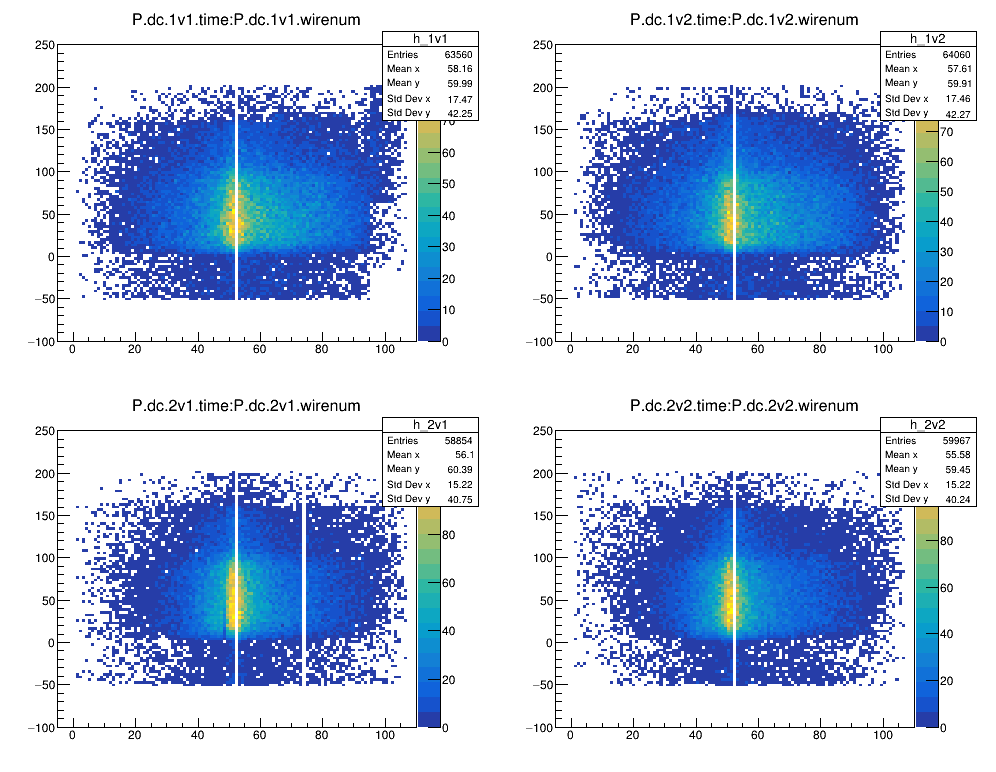 P.dc.1v1.time:P.dc.1v1.wirenum
h_1v1
Entries 63560
Mean x 58.16
Mean y 59.99
Std Dev x 17.47
Std Dev y 42.25
250
200
150
100
50
0
−50
−100
0 20 40 60 80 100
70
60
50
40
30
20
10
0
P.dc.1v2.time:P.dc.1v2.wirenum
h_1v2
Entries 64060
Mean x 57.61
Mean y 59.91
Std Dev x 17.46
Std Dev y 42.27
250
200
150
100
50
0
−50
−100
0 20 40 60 80 100
70
60
50
40
30
20
10
0
P.dc.2v1.time:P.dc.2v1.wirenum
h_2v1
Entries 58854
Mean x 56.1
Mean y 60.39
Std Dev x 15.22
Std Dev y 40.75
250
200
150
100
50
0
−50
−100
0 20 40 60 80 100
80
60
40
20
0
P.dc.2v2.time:P.dc.2v2.wirenum
h_2v2
Entries 59967
Mean x 55.58
Mean y 59.45
Std Dev x 15.22
Std Dev y 40.24
250
200
150
100
50
0
−50
−100
0 20 40 60 80 100
80
60
40
20
0